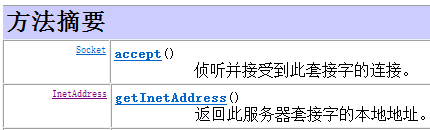 方法摘要
Socket accept()
侦听并接受到此套接字的连接。
InetAddress getInetAddress()
返回此服务器套接字的本地地址。